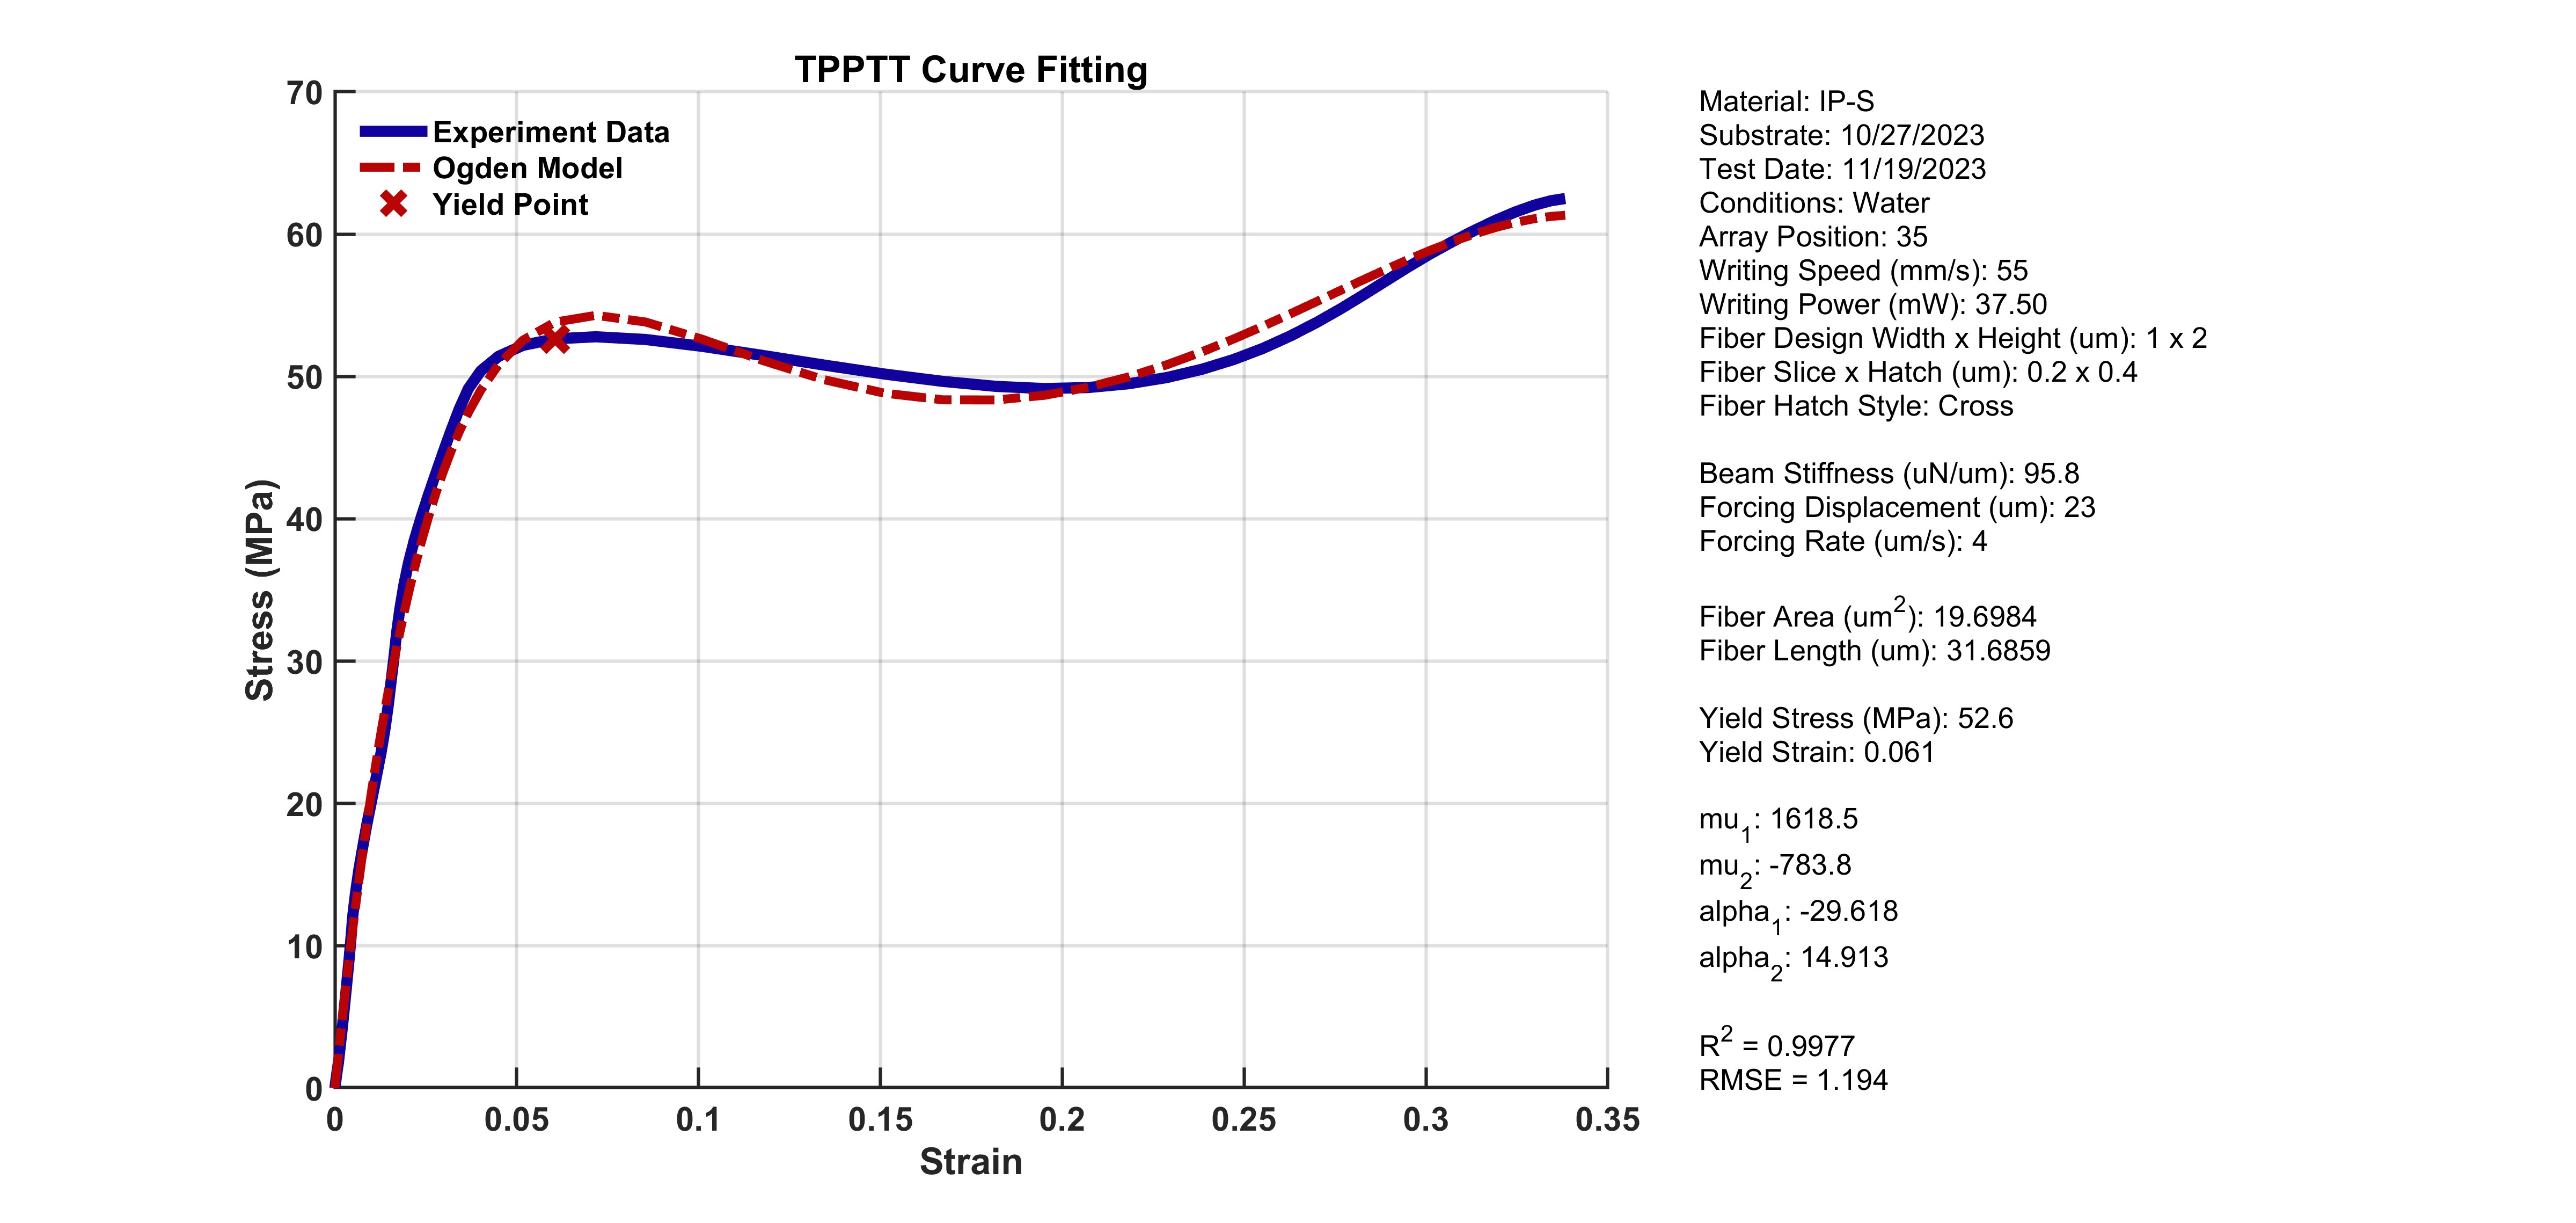 TPPTT Curve Fitting
70
60
50
40
30
20
10
0
Stress (MPa)
Experiment Data
Ogden Model
Yield Point
0 0.05 0.1 0.15 0.2 0.25 0.3 0.35
Strain
Material: IP-S
Substrate: 10/27/2023
Test Date: 11/19/2023
Conditions: Water
Array Position: 35
Writing Speed (mm/s): 55
Writing Power (mW): 37.50
Fiber Design Width x Height (um): 1 x 2
Fiber Slice x Hatch (um): 0.2 x 0.4
Fiber Hatch Style: Cross
Beam Stiffness (uN/um): 95.8
Forcing Displacement (um): 23
Forcing Rate (um/s): 4
Fiber Area (um²): 19.6984
Fiber Length (um): 31.6859
Yield Stress (MPa): 52.6
Yield Strain: 0.061
mu₁: 1618.5
mu₂: -783.8
alpha₁: -29.618
alpha₂: 14.913
R² = 0.9977
RMSE = 1.194